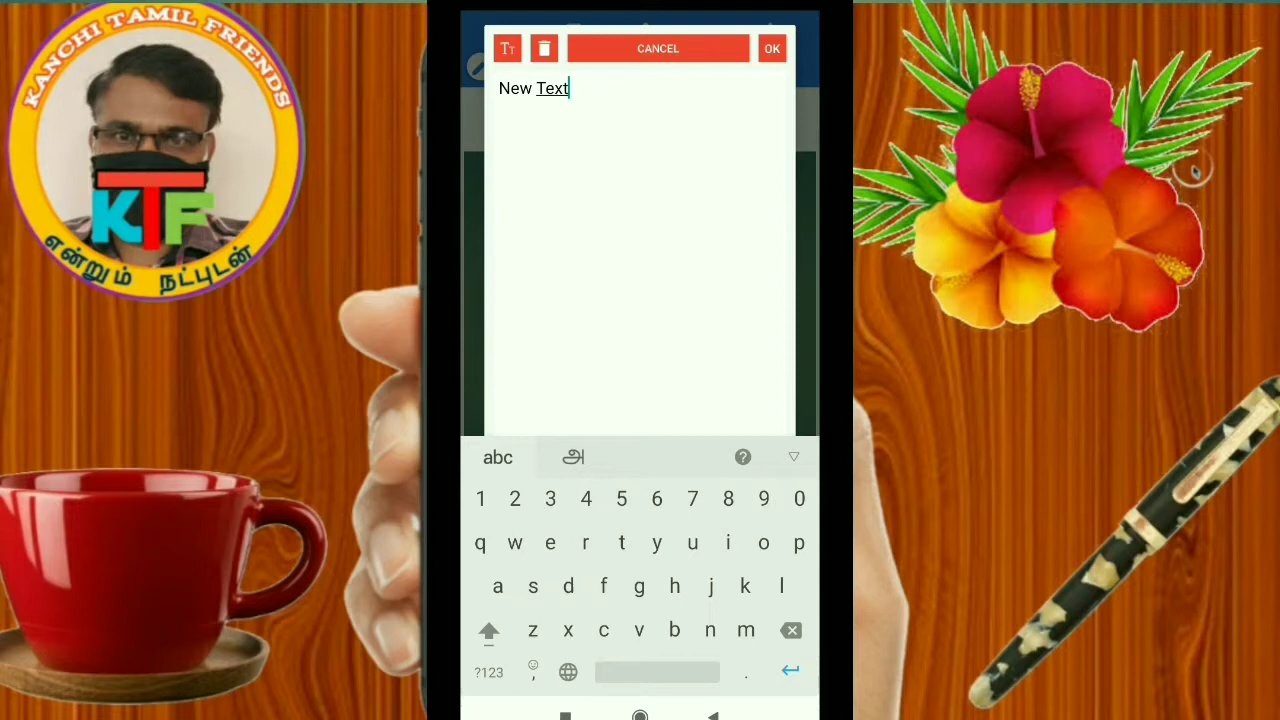 KANCHI TAMIL FRIENDS
KTF
என்றும் நட்புடன்
Tт CANCEL OK
New Text
abc அ ?
1 2 3 4 5 6 7 8 9 0
q w e r t y u i o p
a s d f g h j k l
z x c v b n m
?123 , .